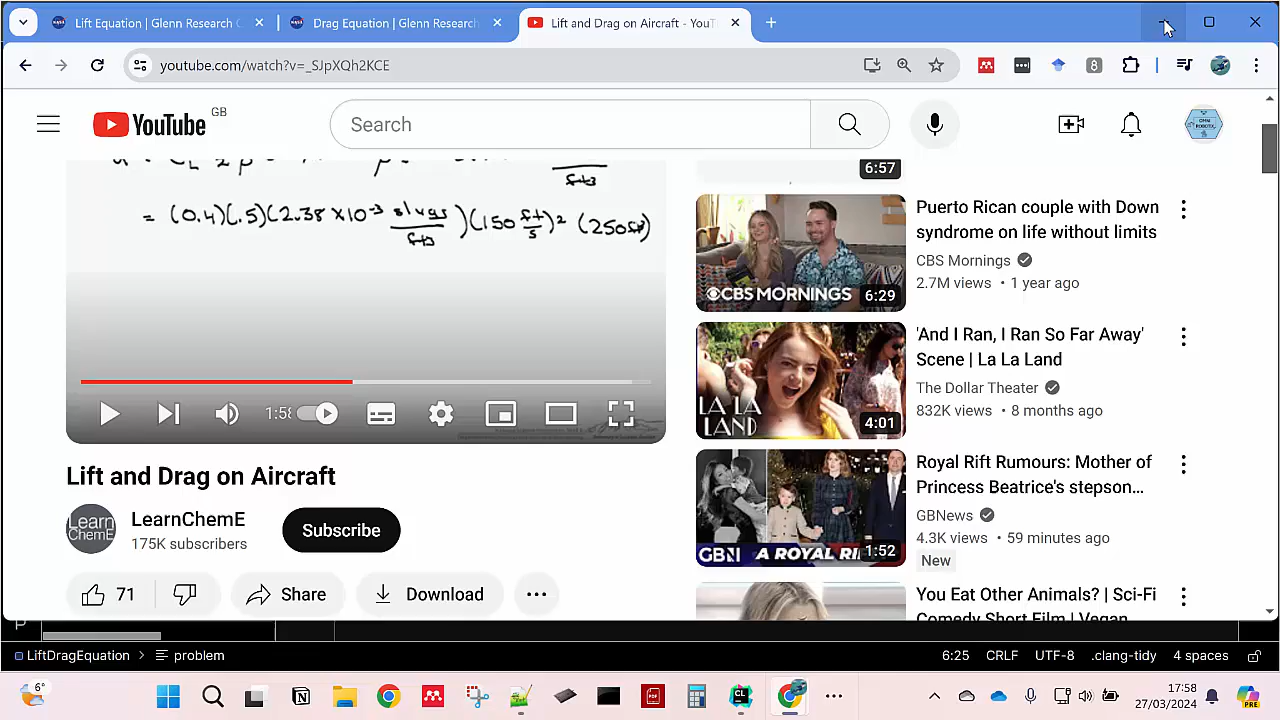 Lift Equation | Glenn Research C
Drag Equation | Glenn Research
Lift and Drag on Aircraft - YouT
youtube.com/watch?v=_SJpXQh2KCE
8
YouTube GB
Search
ft3
= (0.4)(.5)(2.38 x10-3 slugs/ft3)(150 ft/s)2 (250ft2)
1:58
Lift and Drag on Aircraft
LearnChemE
LearnChemE
175K subscribers
Subscribe
71
Share
Download
6:57
Puerto Rican couple with Down
syndrome on life without limits
CBS Mornings
2.7M views • 1 year ago
CBS MORNINGS
6:29
'And I Ran, I Ran So Far Away'
Scene | La La Land
The Dollar Theater
832K views • 8 months ago
LA LA LAND
4:01
Royal Rift Rumours: Mother of
Princess Beatrice's stepson...
GBNews
4.3K views • 59 minutes ago
New
GBN A ROYAL RI
1:52
You Eat Other Animals? | Sci-Fi
Comedy Short Film | Vegan
LiftDragEquation > problem
6:25 CRLF UTF-8 .clang-tidy 4 spaces
6°
CL
PRE
17:58
27/03/2024